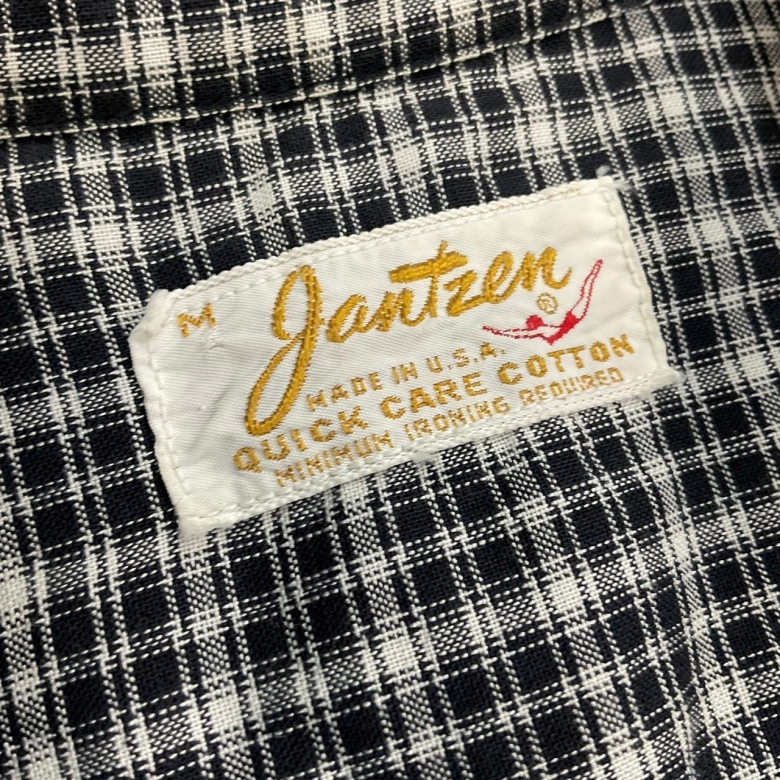 M
Jantzen ®
MADE IN U.S.A.
QUICK CARE COTTON
MINIMUM IRONING REQUIRED